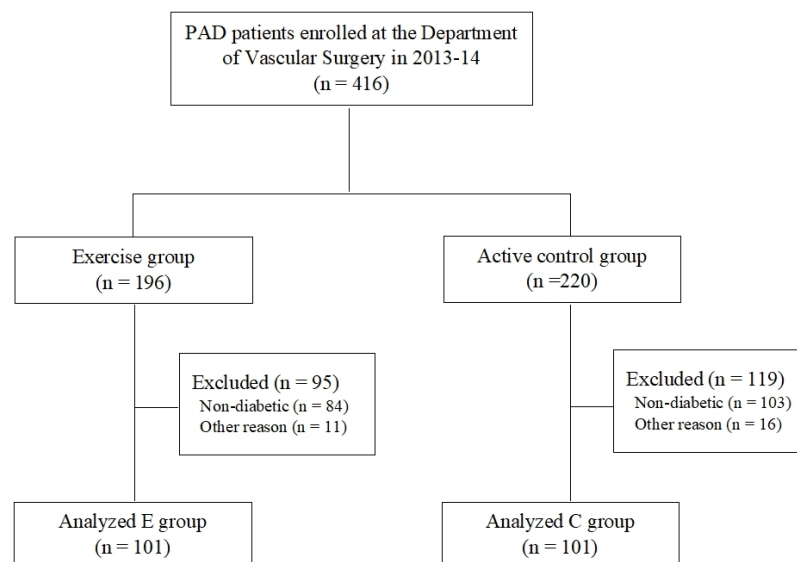 PAD patients enrolled at the Department
of Vascular Surgery in 2013-14
(n = 416)
Exercise group
(n = 196)
Active control group
(n =220)
Excluded (n = 95)
Non-diabetic (n = 84)
Other reason (n = 11)
Excluded (n = 119)
Non-diabetic (n = 103)
Other reason (n = 16)
Analyzed E group
(n = 101)
Analyzed C group
(n = 101)